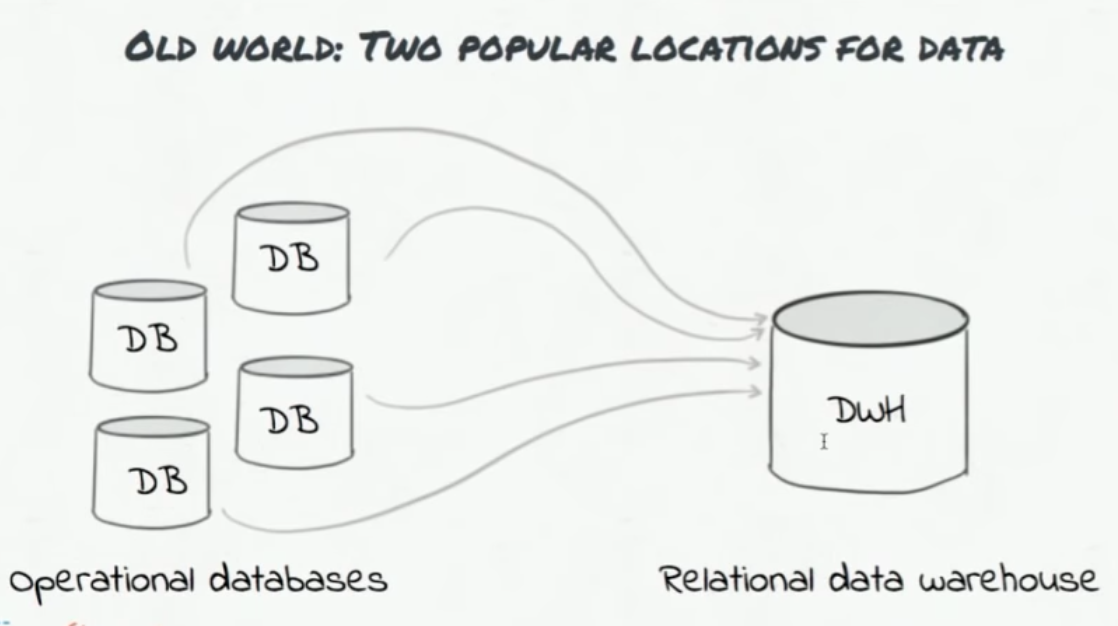 OLD WORLD: TWO POPULAR LOCATIONS FOR DATA
DB
DB
DB
DB
DWH
Operational databases
Relational data warehouse